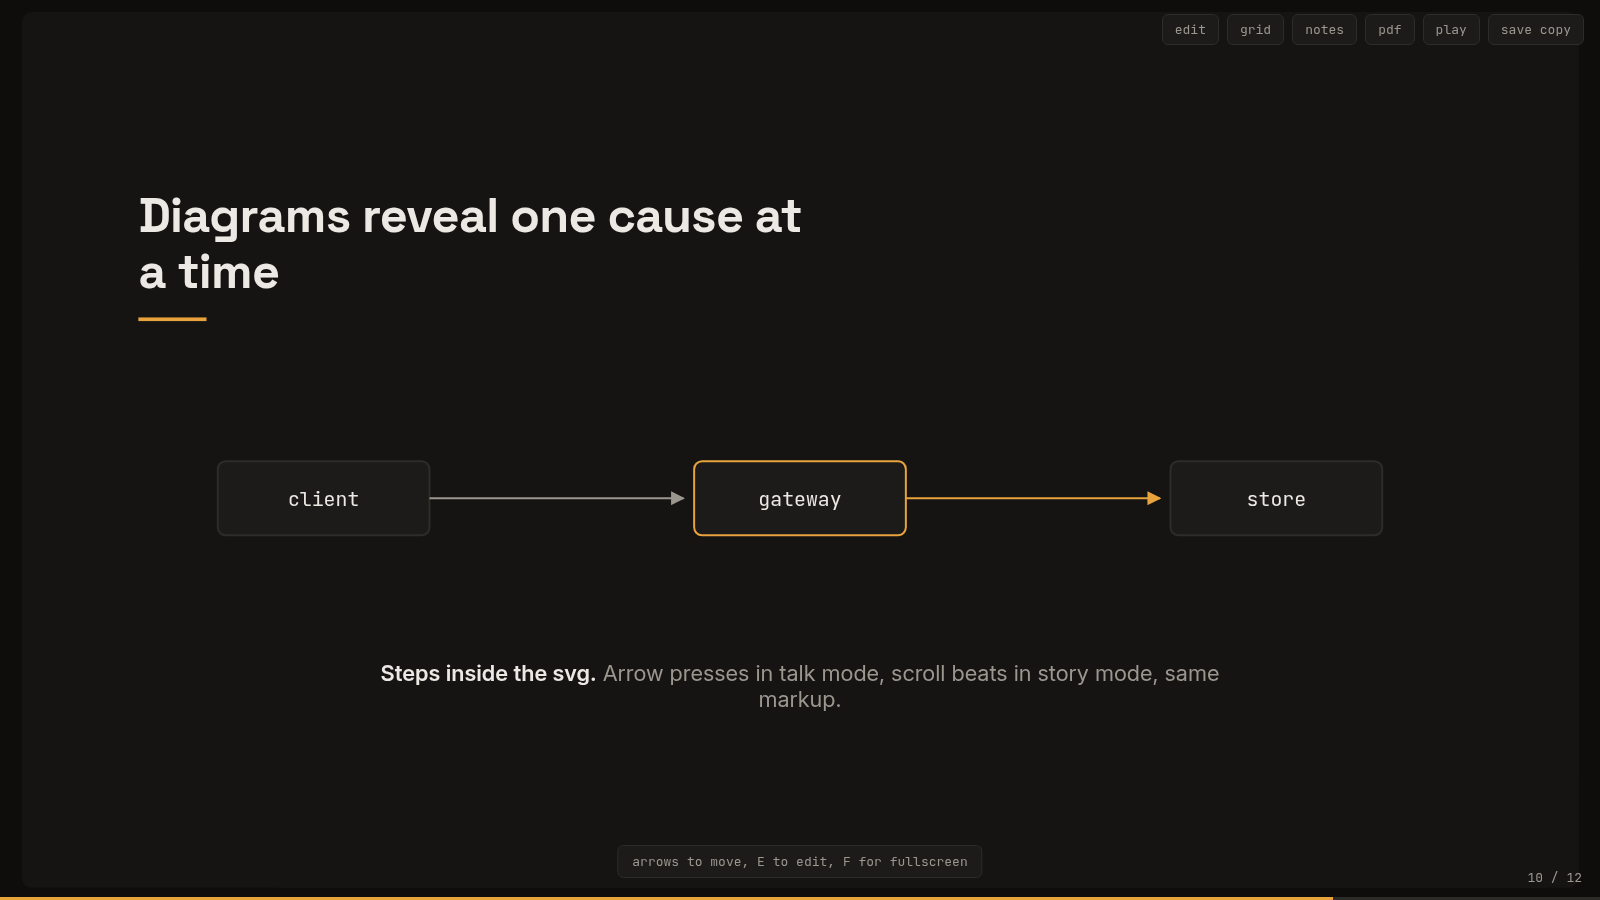 edit grid notes pdf play save copy
Diagrams reveal one cause at
a time
client gateway store
Steps inside the svg. Arrow presses in talk mode, scroll beats in story mode, same
markup.
arrows to move, E to edit, F for fullscreen
10 / 12